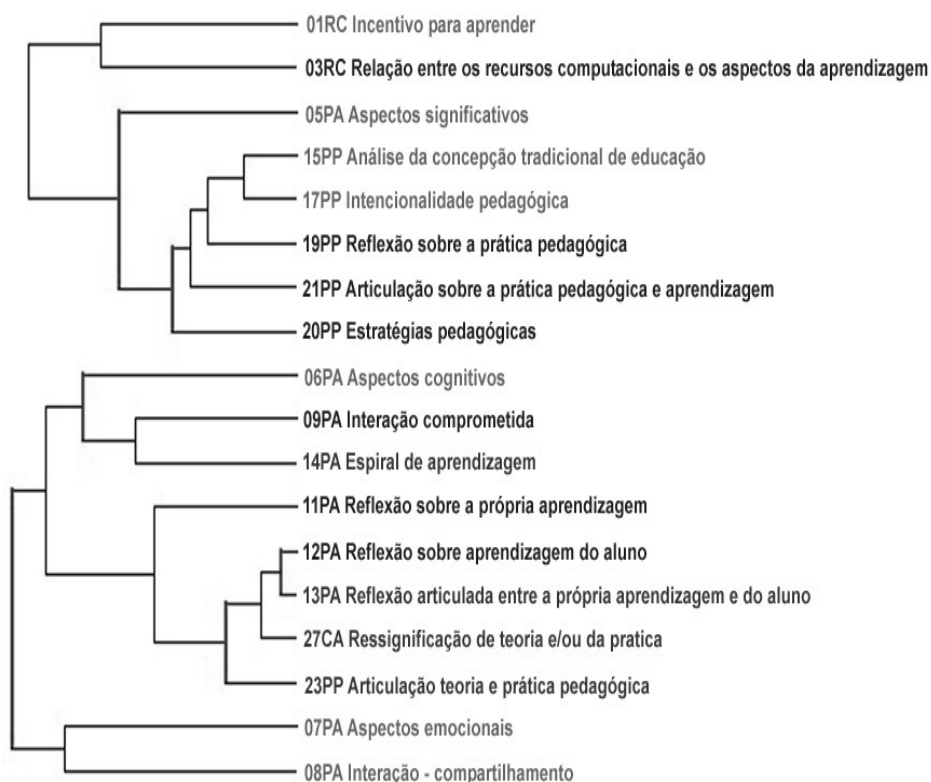 01RC Incentivo para aprender
03RC Relação entre os recursos computacionais e os aspectos da aprendizagem
05PA Aspectos significativos
15PP Análise da concepção tradicional de educação
17PP Intencionalidade pedagógica
19PP Reflexão sobre a prática pedagógica
21PP Articulação sobre a prática pedagógica e aprendizagem
20PP Estratégias pedagógicas
06PA Aspectos cognitivos
09PA Interação comprometida
14PA Espiral de aprendizagem
11PA Reflexão sobre a própria aprendizagem
12PA Reflexão sobre aprendizagem do aluno
13PA Reflexão articulada entre a própria aprendizagem e do aluno
27CA Ressignificação de teoria e/ou da pratica
23PP Articulação teoria e prática pedagógica
07PA Aspectos emocionais
08PA Interação - compartilhamento